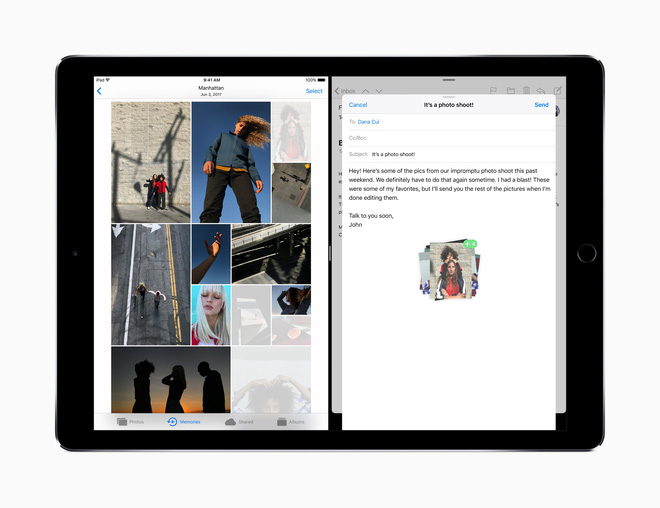 iPad
9:41 AM
100%
Manhattan
Jun 3, 2017
Select
Photos
Memories
Shared
Albums
Inbox
Cancel
It's a photo shoot!
Send
To: Dana Cui
Cc/Bcc:
Subject: It's a photo shoot!
Hey! Here's some of the pics from our impromptu photo shoot this past
weekend. We definitely have to do that again sometime. I had a blast! These
were some of my favorites, but I'll send you the rest of the pictures when I'm
done editing them.
Talk to you soon,
John